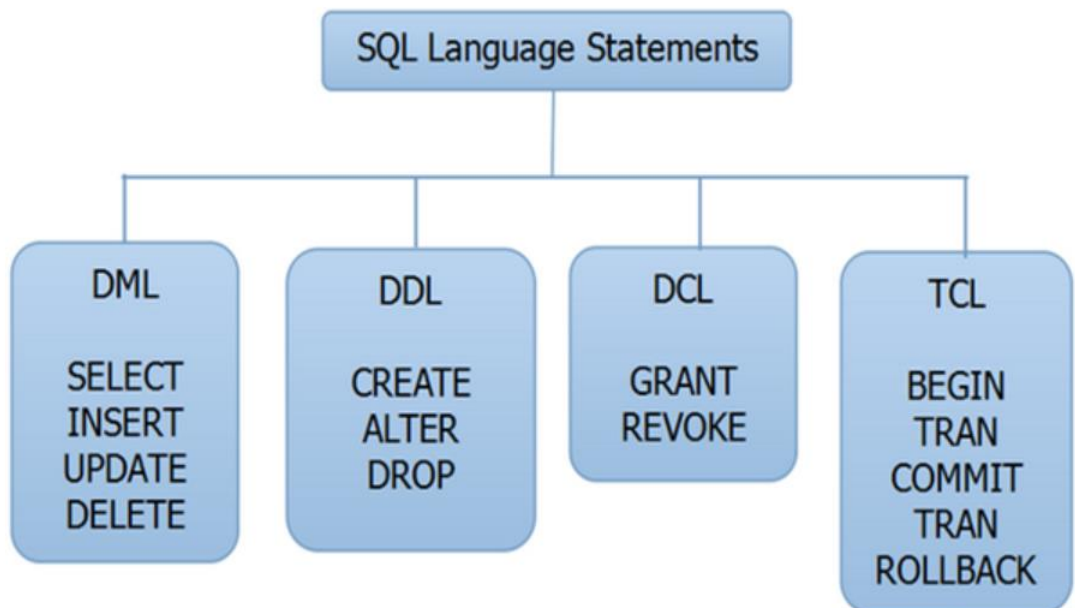 SQL Language Statements
DML
SELECT
INSERT
UPDATE
DELETE
DDL
CREATE
ALTER
DROP
DCL
GRANT
REVOKE
TCL
BEGIN
TRAN
COMMIT
TRAN
ROLLBACK